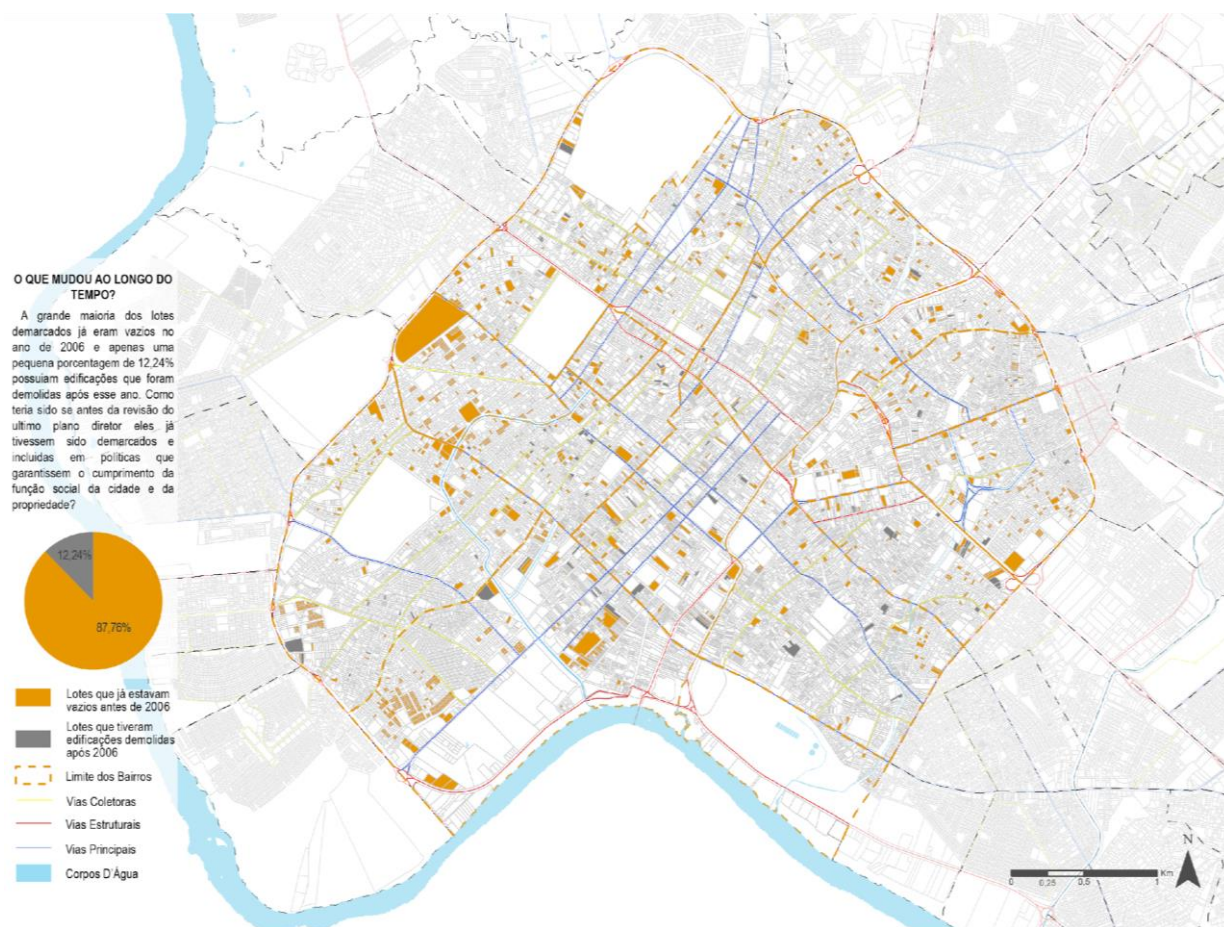 O QUE MUDOU AO LONGO DO
TEMPO?
A grande maioria dos lotes
demarcados já eram vazios no
ano de 2006 e apenas uma
pequena porcentagem de 12,24%
possuíam edificações que foram
demolidas após esse ano. Como
teria sido se antes da revisão do
ultimo plano diretor eles já
tivessem sido demarcados e
incluidas em políticas que
garantissem o cumprimento da
função social da cidade e da
propriedade?
12,24%
87,76%
Lotes que já estavam
vazios antes de 2006
Lotes que tiveram
edificações demolidas
após 2006
Limite dos Bairros
Vias Coletoras
Vias Estruturais
Vias Principais
Corpos D'Água
N
Km
0
0,25
0,5
1